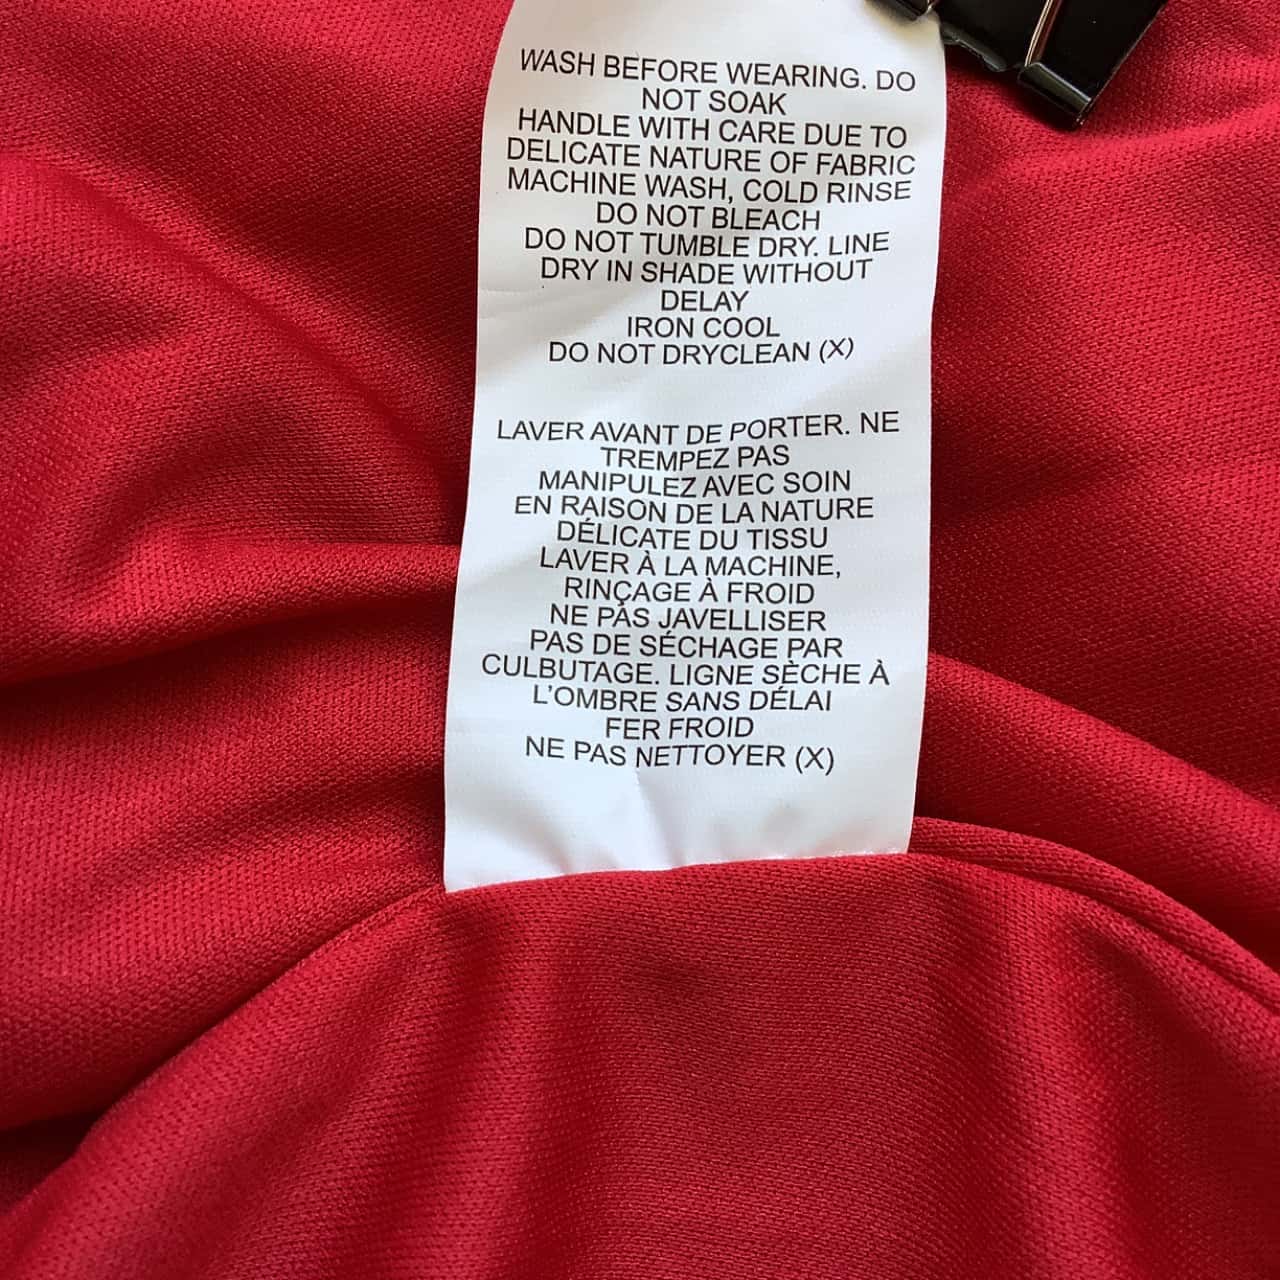 WASH BEFORE WEARING. DO
NOT SOAK
HANDLE WITH CARE DUE TO
DELICATE NATURE OF FABRIC
MACHINE WASH, COLD RINSE
DO NOT BLEACH
DO NOT TUMBLE DRY. LINE
DRY IN SHADE WITHOUT
DELAY
IRON COOL
DO NOT DRYCLEAN (X)
LAVER AVANT DE PORTER. NE
TREMPEZ PAS
MANIPULEZ AVEC SOIN
EN RAISON DE LA NATURE
DÉLICATE DU TISSU
LAVER À LA MACHINE,
RINÇAGE À FROID
NE PAS JAVELLISER
PAS DE SÉCHAGE PAR
CULBUTAGE. LIGNE SÈCHE À
L'OMBRE SANS DÉLAI
FER FROID
NE PAS NETTOYER (X)